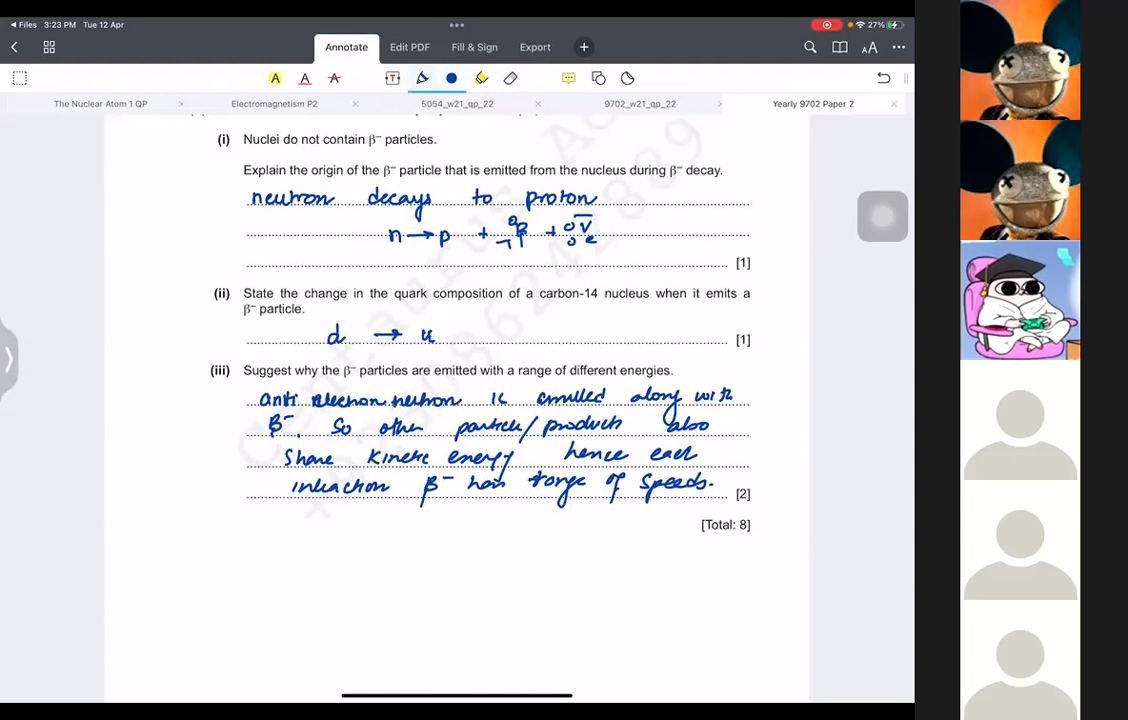 Files 3:23 PM Tue 12 Apr 27%
Annotate Edit PDF Fill & Sign Export
The Nuclear Atom 1 QP Electromagnetism P2 5054_w21_qp_22 9702_w21_qp_22 Yearly 9702 Paper 2
(i) Nuclei do not contain β⁻ particles.
Explain the origin of the β⁻ particle that is emitted from the nucleus during β⁻ decay.
neutron decays to proton
n → p + ⁰₋₁β + ⁰₀ν̅e
[1]
(ii) State the change in the quark composition of a carbon-14 nucleus when it emits a
β⁻ particle.
d → u [1]
(iii) Suggest why the β⁻ particles are emitted with a range of different energies.
anti electron is emitted along with
β⁻. So other particle/products also
share kinetic energy hence each
β⁻ has range of speeds. [2]
[Total: 8]